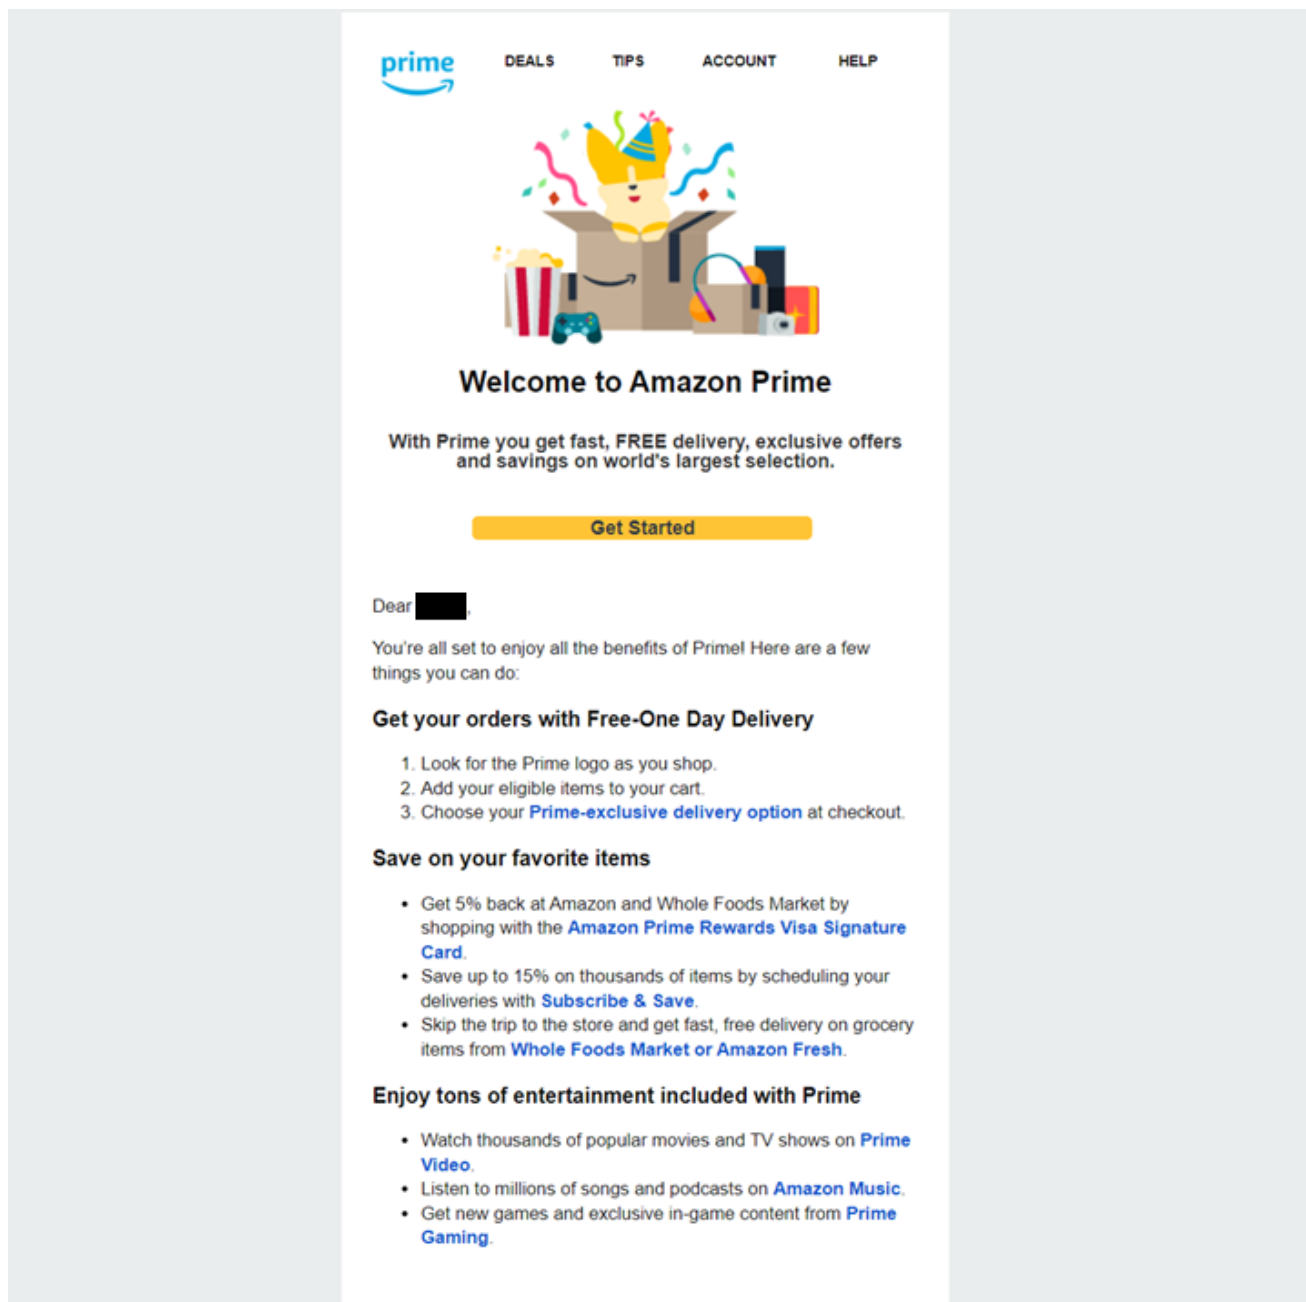 prime
DEALS TIPS ACCOUNT HELP
Welcome to Amazon Prime
With Prime you get fast, FREE delivery, exclusive offers
and savings on world's largest selection.
Get Started
Dear ,
You're all set to enjoy all the benefits of Prime! Here are a few
things you can do:
Get your orders with Free-One Day Delivery
1. Look for the Prime logo as you shop.
2. Add your eligible items to your cart.
3. Choose your Prime-exclusive delivery option at checkout.
Save on your favorite items
• Get 5% back at Amazon and Whole Foods Market by
shopping with the Amazon Prime Rewards Visa Signature
Card.
• Save up to 15% on thousands of items by scheduling your
deliveries with Subscribe & Save.
• Skip the trip to the store and get fast, free delivery on grocery
items from Whole Foods Market or Amazon Fresh.
Enjoy tons of entertainment included with Prime
• Watch thousands of popular movies and TV shows on Prime
Video.
• Listen to millions of songs and podcasts on Amazon Music.
• Get new games and exclusive in-game content from Prime
Gaming.